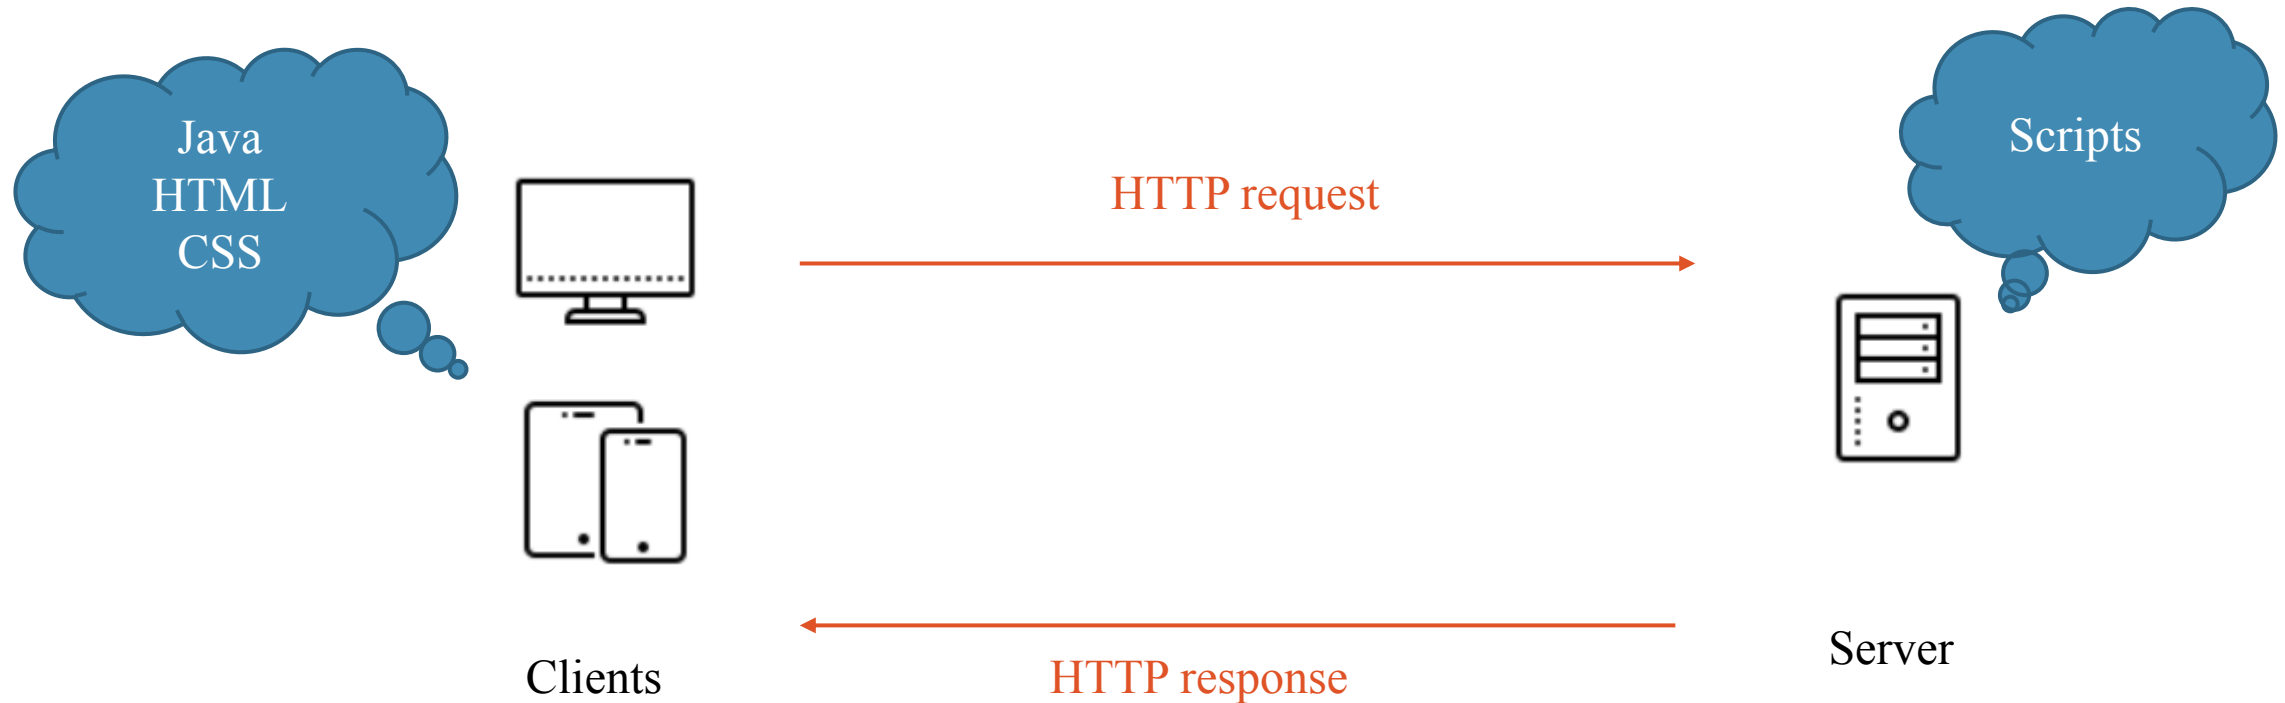 Java
HTML
CSS
Scripts
HTTP request
Clients
HTTP response
Server